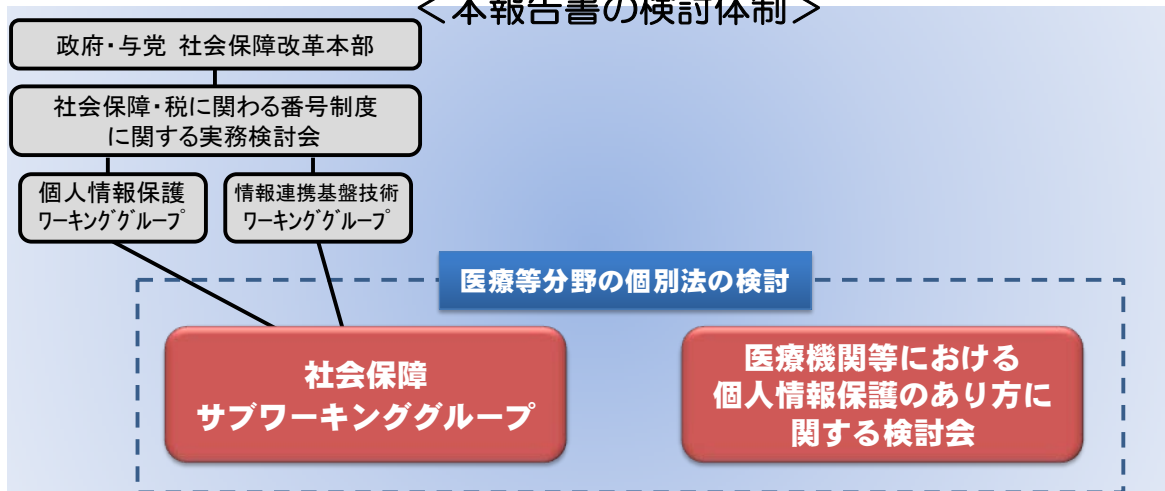 ＜本報告書の検討体制＞
政府・与党 社会保障改革本部
社会保障・税に関わる番号制度
に関する実務検討会
個人情報保護
ﾜｰｷﾝｸﾞｸﾞﾙｰﾌﾟ
情報連携基盤技術
ﾜｰｷﾝｸﾞｸﾞﾙｰﾌﾟ
医療等分野の個別法の検討
社会保障
サブワーキンググループ
医療機関等における
個人情報保護のあり方に
関する検討会